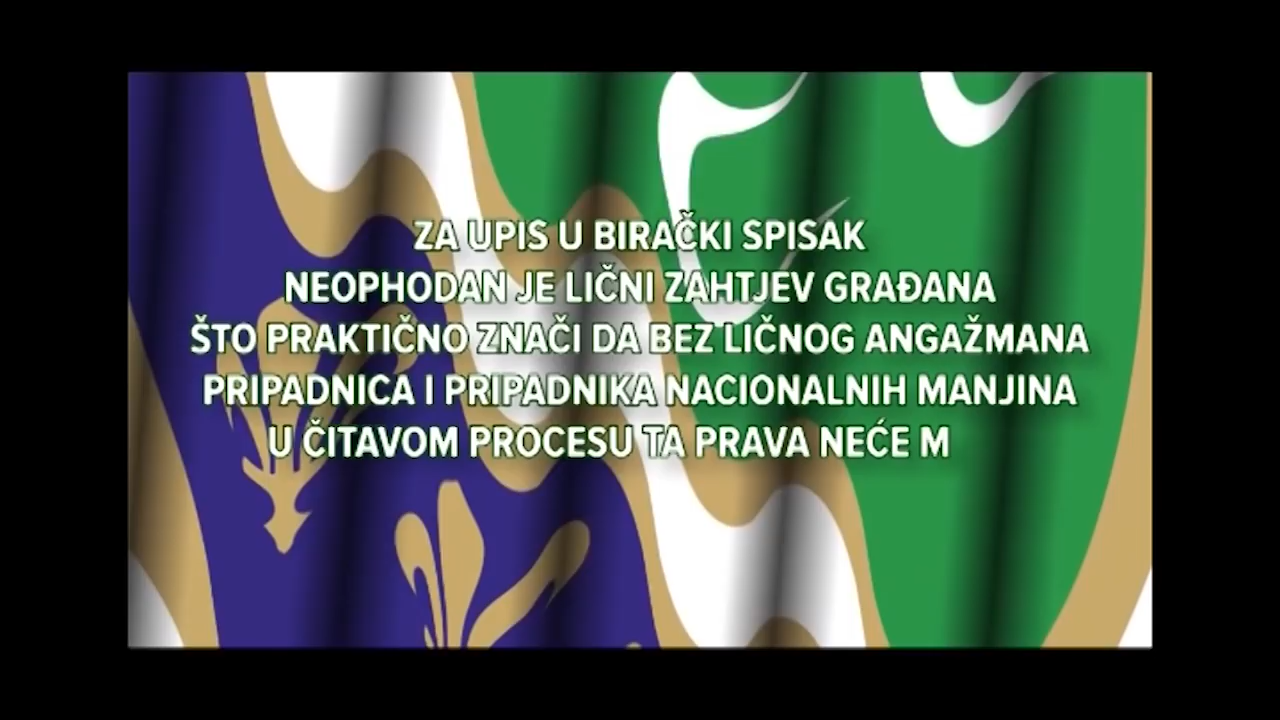 ZA UPIS U BIRAČKI SPISAK
NEOPHODAN JE LIČNI ZAHTJEV GRAĐANA
ŠTO PRAKTIČNO ZNAČI DA BEZ LIČNOG ANGAŽMANA
PRIPADNICA I PRIPADNIKA NACIONALNIH MANJINA
U ČITAVOM PROCESU TA PRAVA NEĆE M